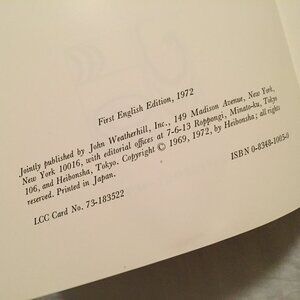 First English Edition, 1972
Jointly published by John Weatherhill, Inc., 149 Madison Avenue, New York,
New York 10016, with editorial offices at 7-6-13 Roppongi, Minato-ku, Tokyo
106, and Heibonsha, Tokyo. Copyright © 1969, 1972, by Heibonsha; all rights
reserved. Printed in Japan.
LCC Card No. 73-183522
ISBN 0-8348-1005-0